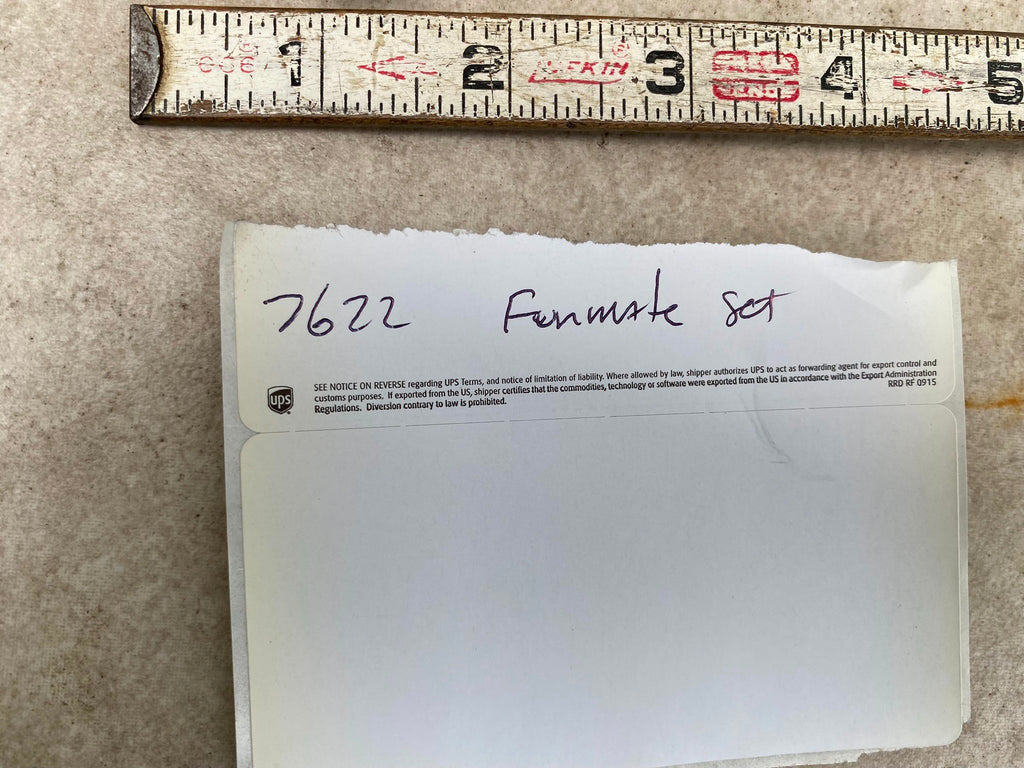 1 2 3 4 5
7622 Funmate Set
ups
SEE NOTICE ON REVERSE regarding UPS Terms, and notice of limitation of liability. Where allowed by law, shipper authorizes UPS to act as forwarding agent for export control and
customs purposes. If exported from the US, shipper certifies that the commodities, technology or software were exported from the US in accordance with the Export Administration
Regulations. Diversion contrary to law is prohibited.
RRD RF 0915